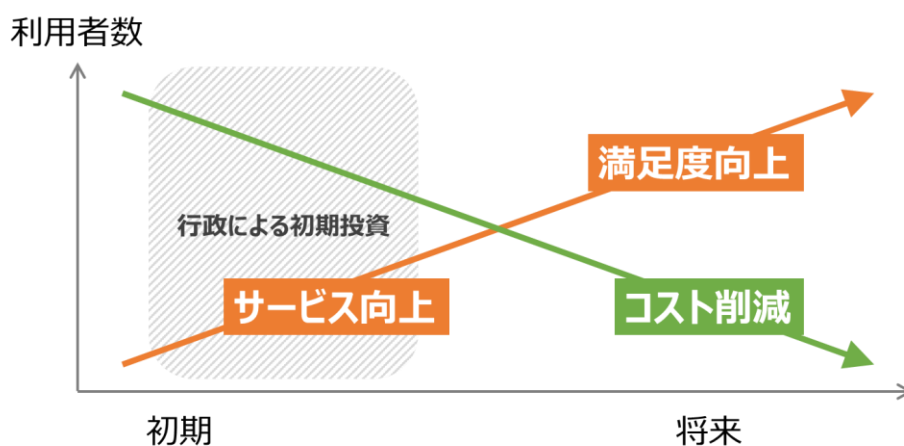 利用者数
満足度向上
行政による初期投資
サービス向上
コスト削減
初期
将来